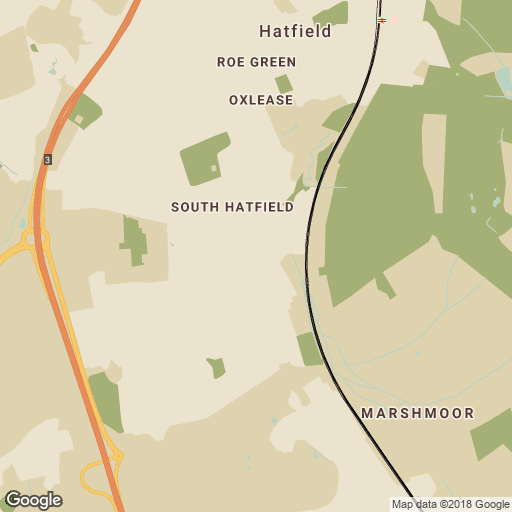 Hatfield
ROE GREEN
OXLEASE
3
SOUTH HATFIELD
MARSHMOOR
Google
Map data ©2018 Google